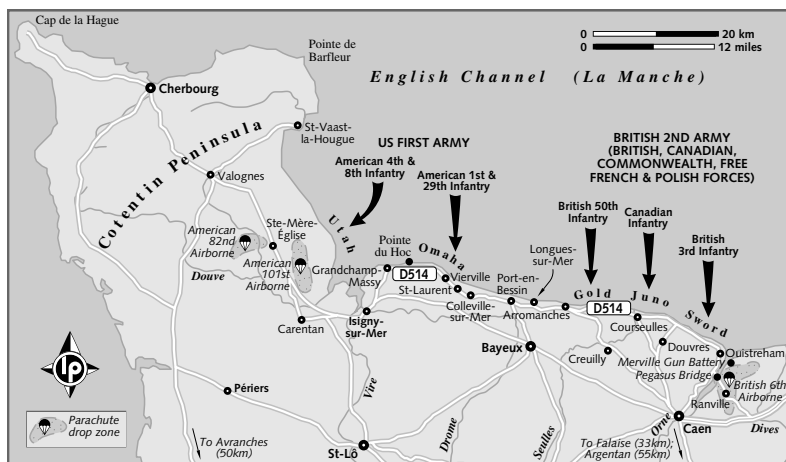 Cap de la Hague
0 20 km
0 12 miles
Pointe de
Barfleur
English Channel (La Manche)
Cherbourg
Cotentin Peninsula
St-Vaast-
la-Hougue
US FIRST ARMY
American 4th &
8th Infantry
American 1st &
29th Infantry
BRITISH 2ND ARMY
(BRITISH, CANADIAN,
COMMONWEALTH, FREE
FRENCH & POLISH FORCES)
British 50th
Infantry
Canadian
Infantry
British
3rd Infantry
Valognes
American
82nd
Airborne
Ste-Mère-
Église
American
101st
Airborne
Douve
Utah
Pointe
du Hoc
Omaha
Grandchamp-
Massy
D514
Vierville
St-Laurent
Colleville-
sur-Mer
Port-en-
Bessin
Longues-
sur-Mer
Arromanches
Gold
Juno
Sword
D514
Courseulles
Carentan
Isigny-
sur-Mer
Bayeux
Creuilly
Douvres
Ouistreham
Merville Gun Battery
Pegasus Bridge
British 6th
Airborne
Ranville
lp
Périers
Vire
Drome
Seulles
Orne
Caen
Dives
Parachute
drop zone
To Avranches
(50km)
St-Lô
To Falaise (33km);
Argentan (55km)